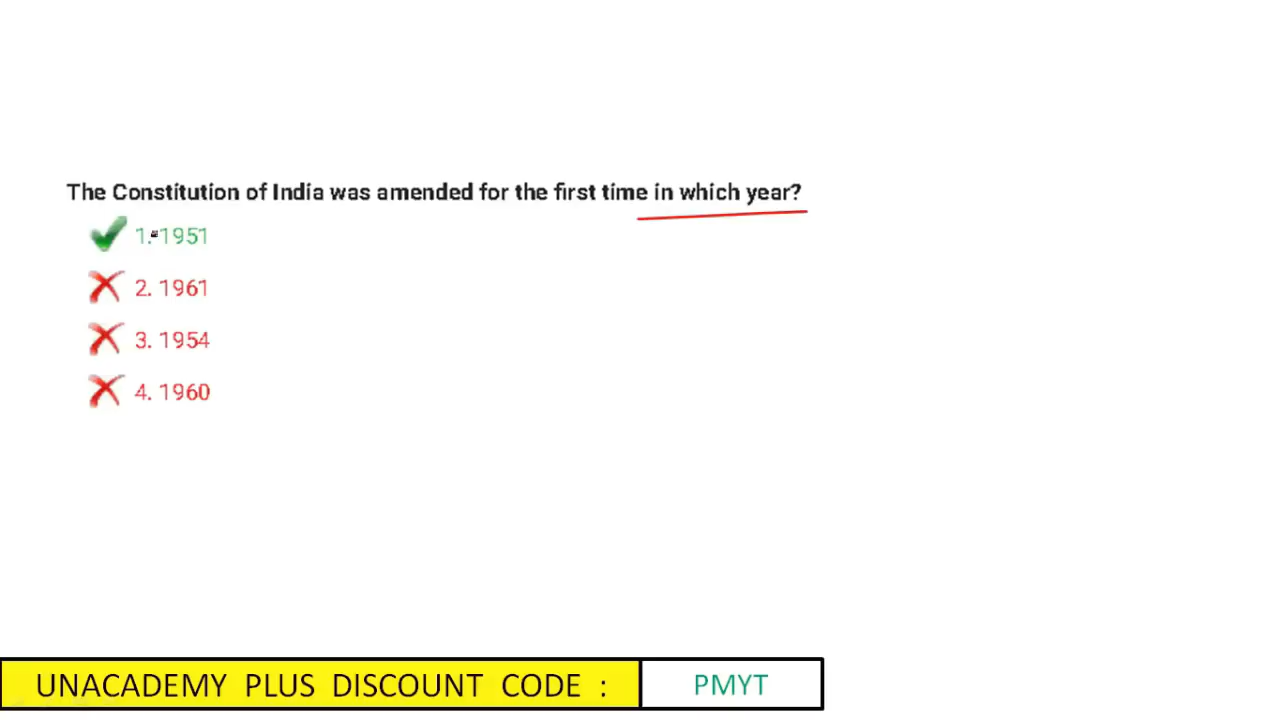 The Constitution of India was amended for the first time in which year?
1. 1951
2. 1961
3. 1954
4. 1960
UNACADEMY PLUS DISCOUNT CODE : PMYT